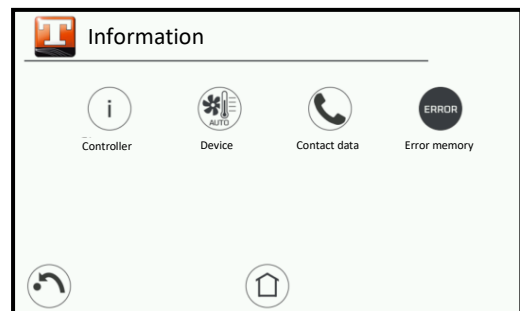 T Information
i
AUTO
ERROR
Controller
Device
Contact data
Error memory